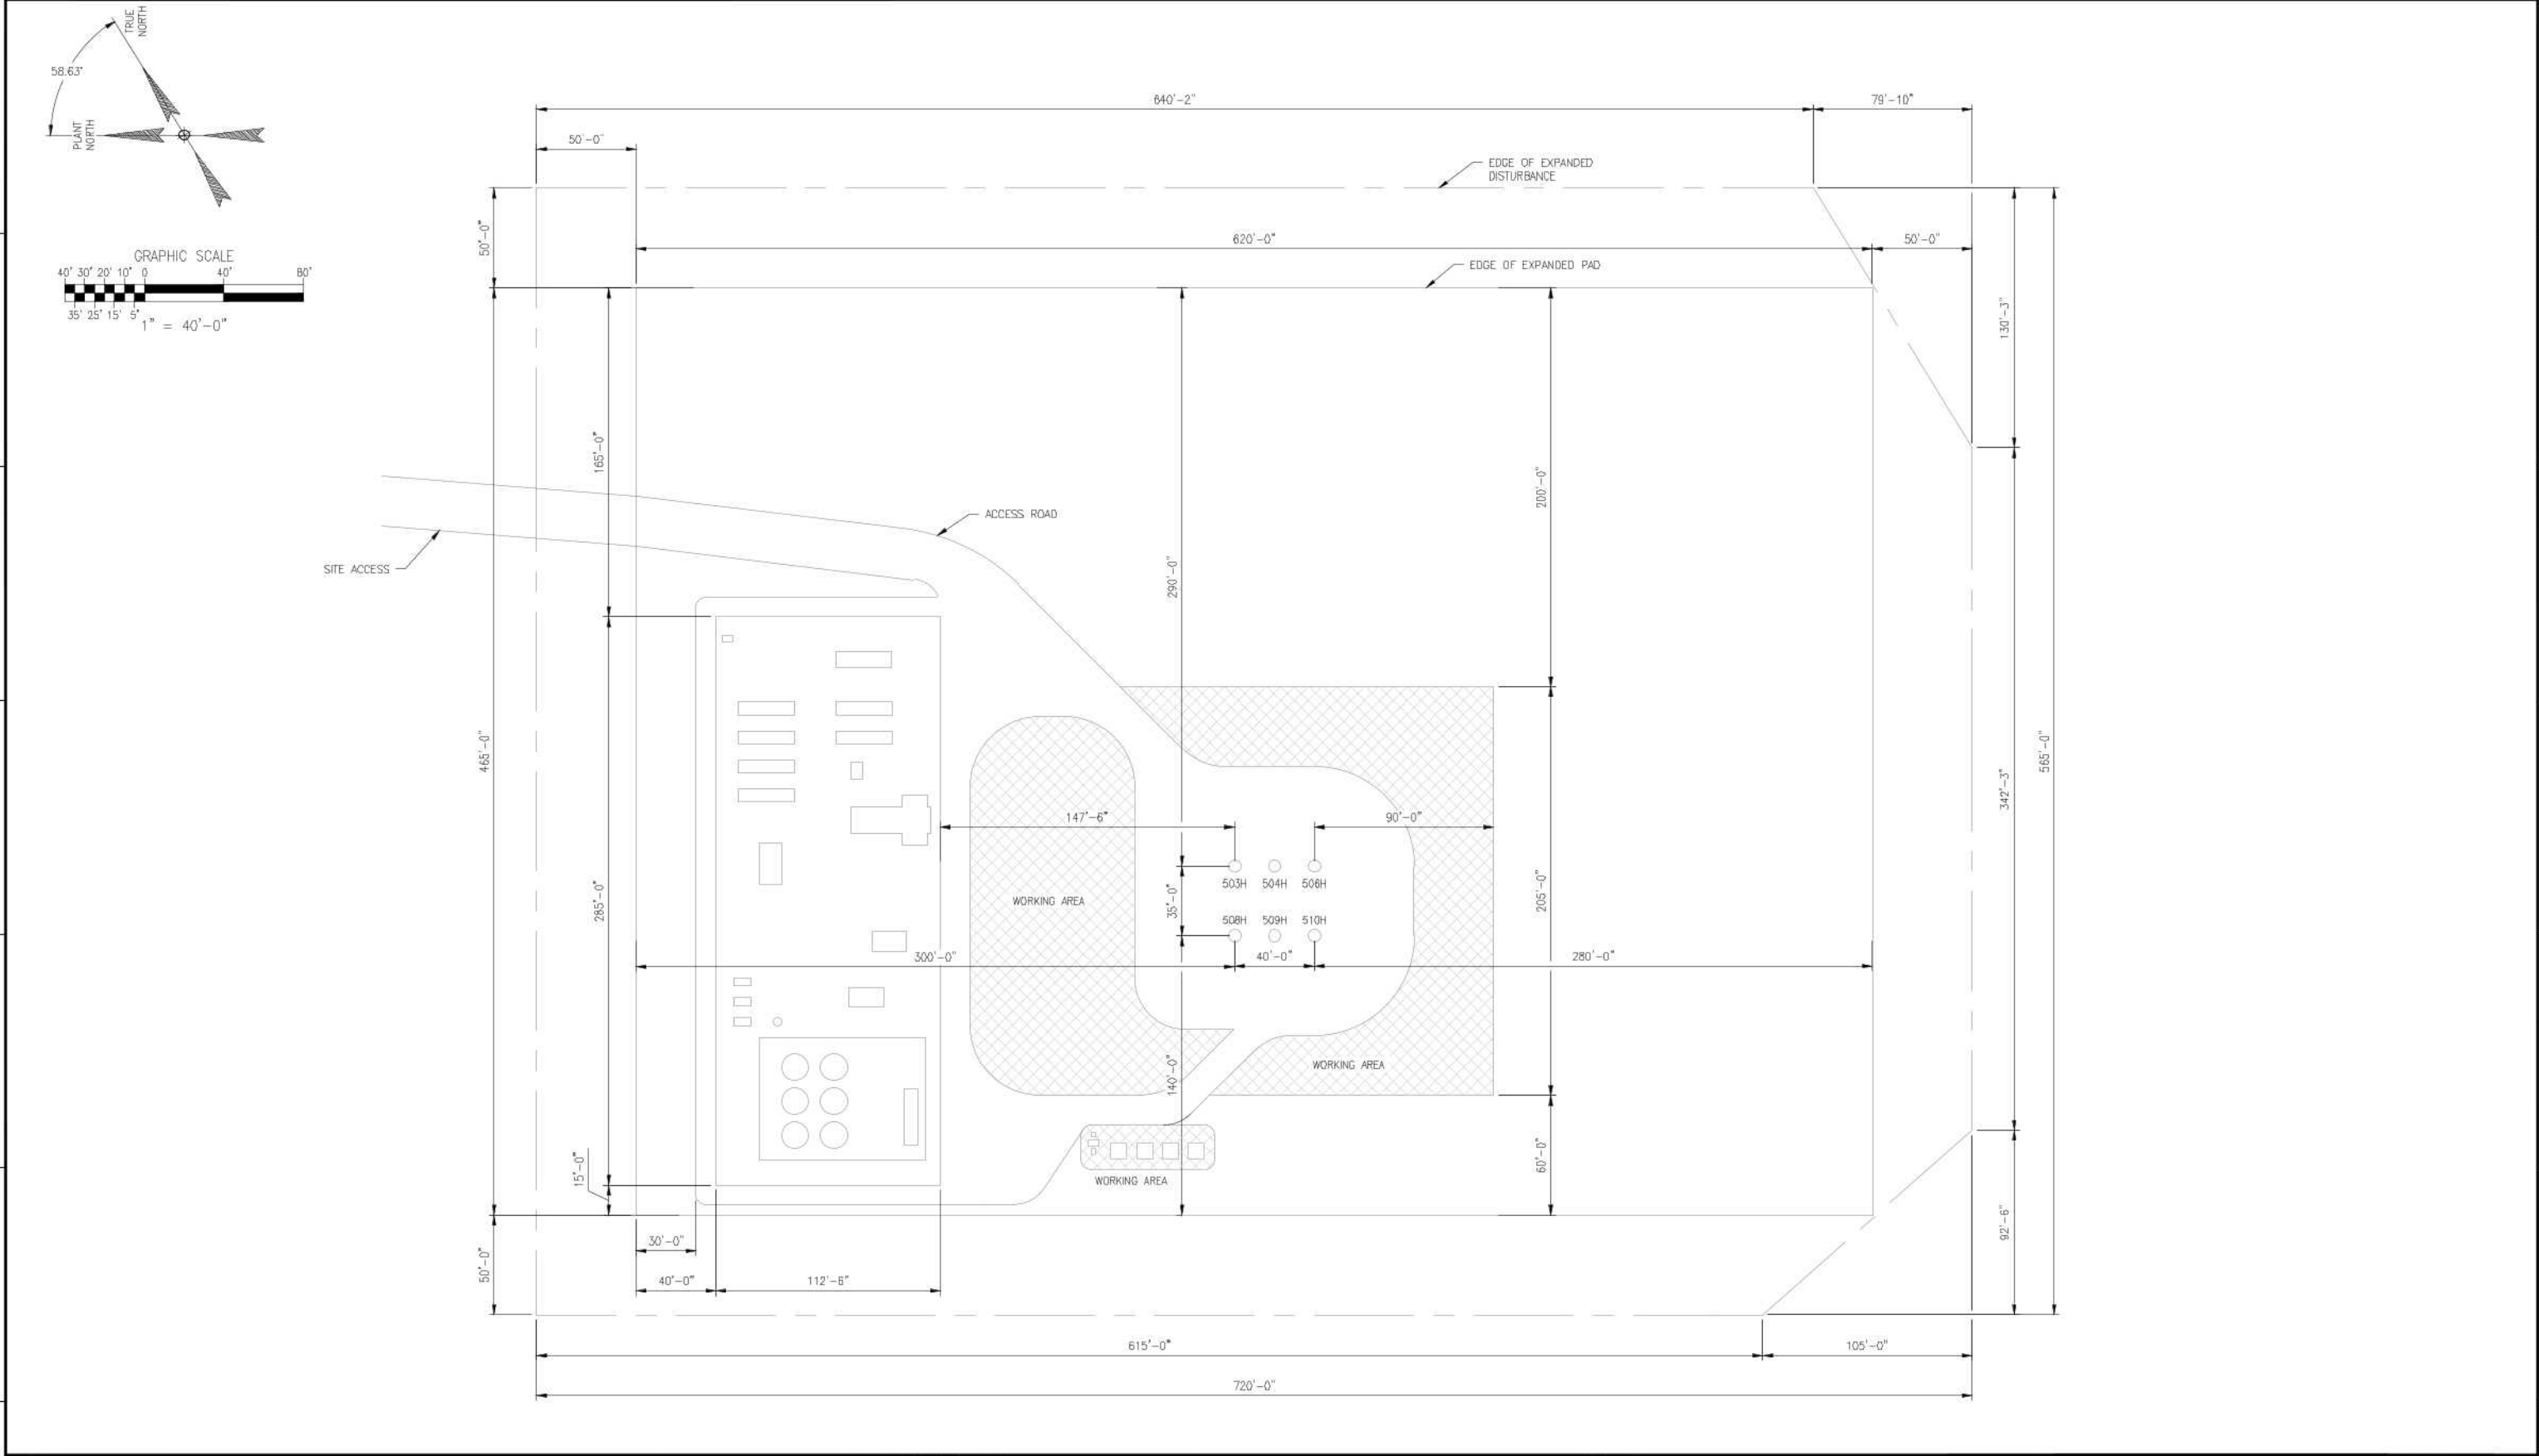 TRUE
NORTH
58.63°
PLANT
NORTH
GRAPHIC SCALE
40' 30' 20' 10' 0 40' 80'
35' 25' 15' 5'
1" = 40'-0"
640'-2"
79'-10"
50'-0"
EDGE OF EXPANDED
DISTURBANCE
50'-0"
620'-0"
50'-0"
EDGE OF EXPANDED PAD
130'-3"
165'-0"
200'-0"
ACCESS ROAD
SITE ACCESS
290'-0"
465'-0"
565'-0"
342'-3"
147'-6"
90'-0"
503H 504H 506H
285'-0"
WORKING AREA
35'-0"
205'-0"
508H 509H 510H
300'-0"
40'-0"
280'-0"
140'-0"
WORKING AREA
15'-0"
60'-0"
WORKING AREA
92'-6"
30'-0"
50'-0"
40'-0"
112'-6"
615'-0"
105'-0"
720'-0"